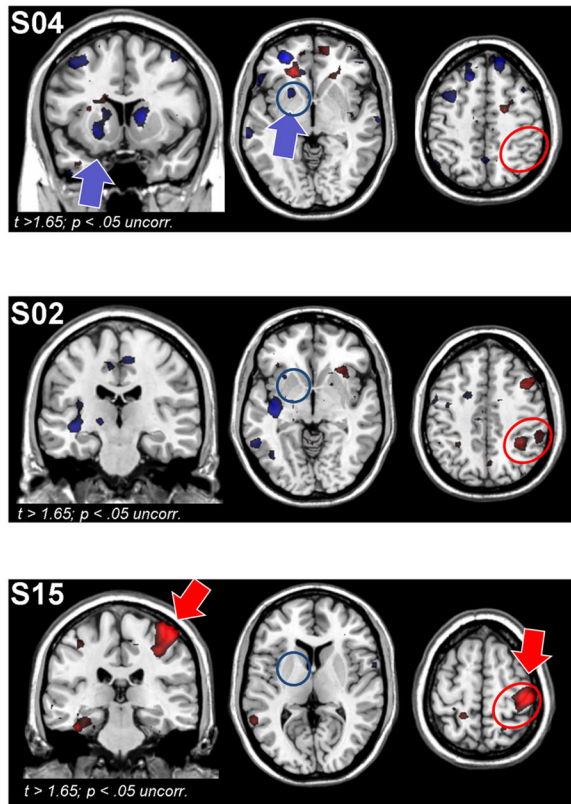 S04
t >1.65; p < .05 uncorr.
S02
t > 1.65; p < .05 uncorr.
S15
t > 1.65; p < .05 uncorr.